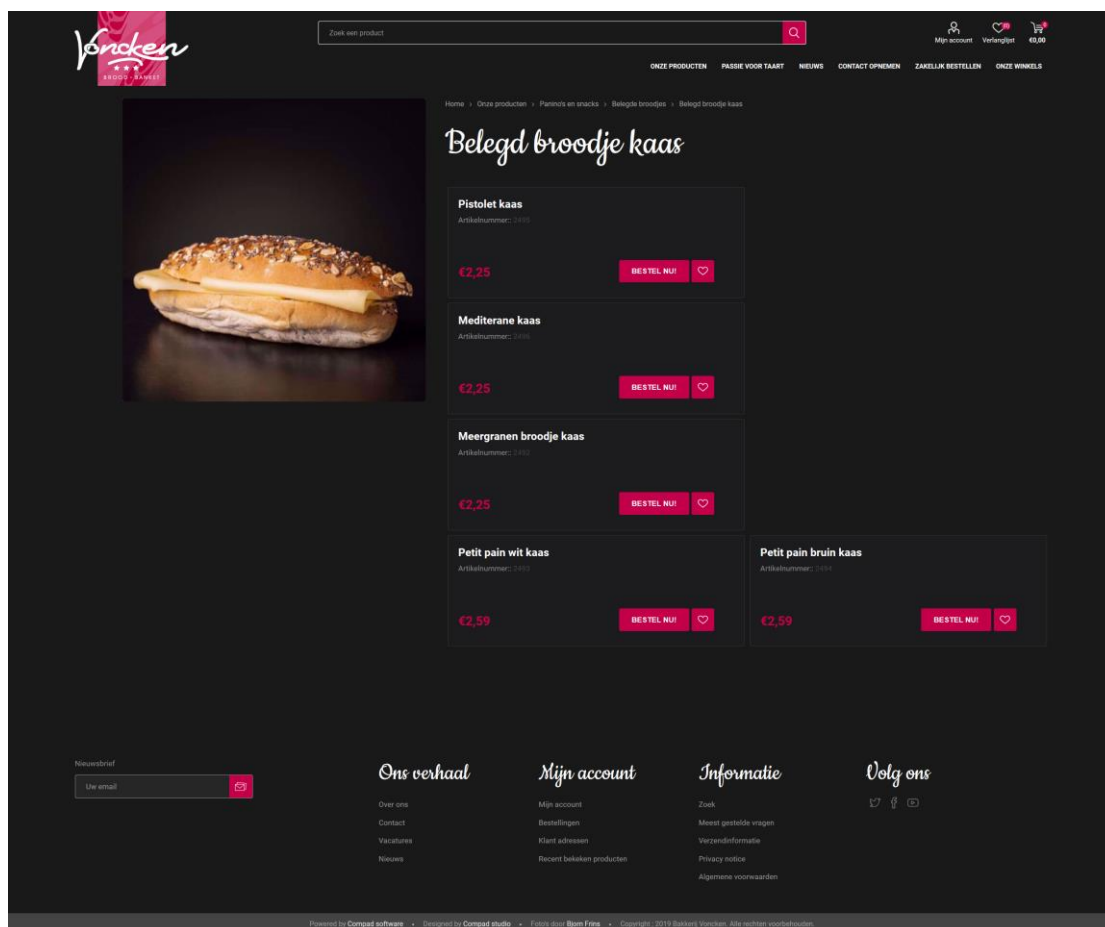 Voncken
BROOD • BANKET
Zoek een product
Mijn account
Verlanglijst
€0,00
ONZE PRODUCTEN
PASSIE VOOR TAART
NIEUWS
CONTACT OPNEMEN
ZAKELIJK BESTELLEN
ONZE WINKELS
Home › Onze producten › Panino's en snacks › Belegde broodjes › Belegd broodje kaas
Belegd broodje kaas
Pistolet kaas
Artikelnummer::
€2,25
BESTEL NU!
Mediterane kaas
Artikelnummer::
€2,25
BESTEL NU!
Meergranen broodje kaas
Artikelnummer::
€2,25
BESTEL NU!
Petit pain wit kaas
Artikelnummer::
€2,59
BESTEL NU!
Petit pain bruin kaas
Artikelnummer::
€2,59
BESTEL NU!
Nieuwsbrief
Uw email
Ons verhaal
Over ons
Contact
Vacatures
Nieuws
Mijn account
Mijn account
Bestellingen
Klant adressen
Recent bekeken producten
Informatie
Zoek
Meest gestelde vragen
Verzendinformatie
Privacy notice
Algemene voorwaarden
Volg ons
Powered by Compad software • Designed by Compad studio • Foto's door Bjorn Frins • Copyright ; 2019 Bakkerij Voncken. Alle rechten voorbehouden.